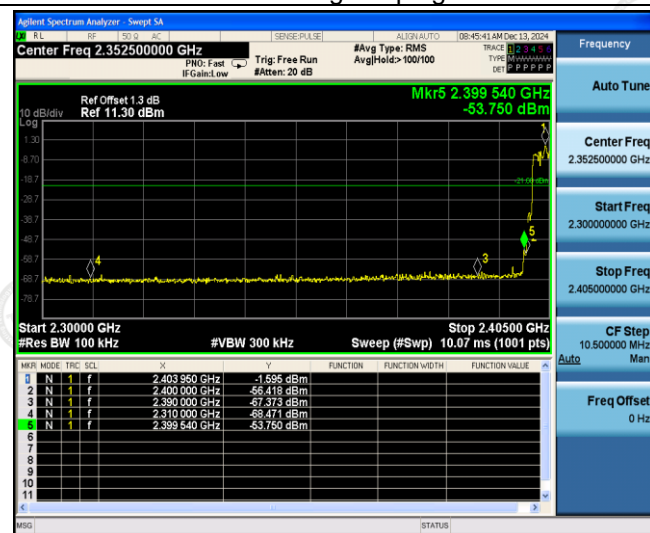 Agilent Spectrum Analyzer - Swept SA
RL RF 50 Ω AC SENSE:PULSE ALIGN AUTO 08:45:41 AM Dec 13, 2024
Center Freq 2.352500000 GHz #Avg Type: RMS TRACE 1 2 3 4 5 6
PNO: Fast Trig: Free Run Avg|Hold:>100/100 TYPE M
IFGain:Low #Atten: 20 dB DET P P P P P P
Frequency
Auto Tune
Center Freq
2.352500000 GHz
Start Freq
2.300000000 GHz
Stop Freq
2.405000000 GHz
CF Step
10.500000 MHz
Auto Man
Freq Offset
0 Hz
Mkr5 2.399 540 GHz
Ref Offset 1.3 dB
10 dB/div Ref 11.30 dBm -53.750 dBm
Log
1
1.30
-8.70
-18.7
-21.60 dBm
-28.7
-38.7
-48.7
5
-58.7
4
3
-68.7
-78.7
Start 2.30000 GHz Stop 2.40500 GHz
#Res BW 100 kHz #VBW 300 kHz Sweep (#Swp) 10.07 ms (1001 pts)
MKR MODE TRC SCL X Y FUNCTION FUNCTION WIDTH FUNCTION VALUE
1 N 1 f 2.403 950 GHz -1.595 dBm
2 N 1 f 2.400 000 GHz -56.418 dBm
3 N 1 f 2.390 000 GHz -67.373 dBm
4 N 1 f 2.310 000 GHz -68.471 dBm
5 N 1 f 2.399 540 GHz -53.750 dBm
6
7
8
9
10
11
MSG STATUS